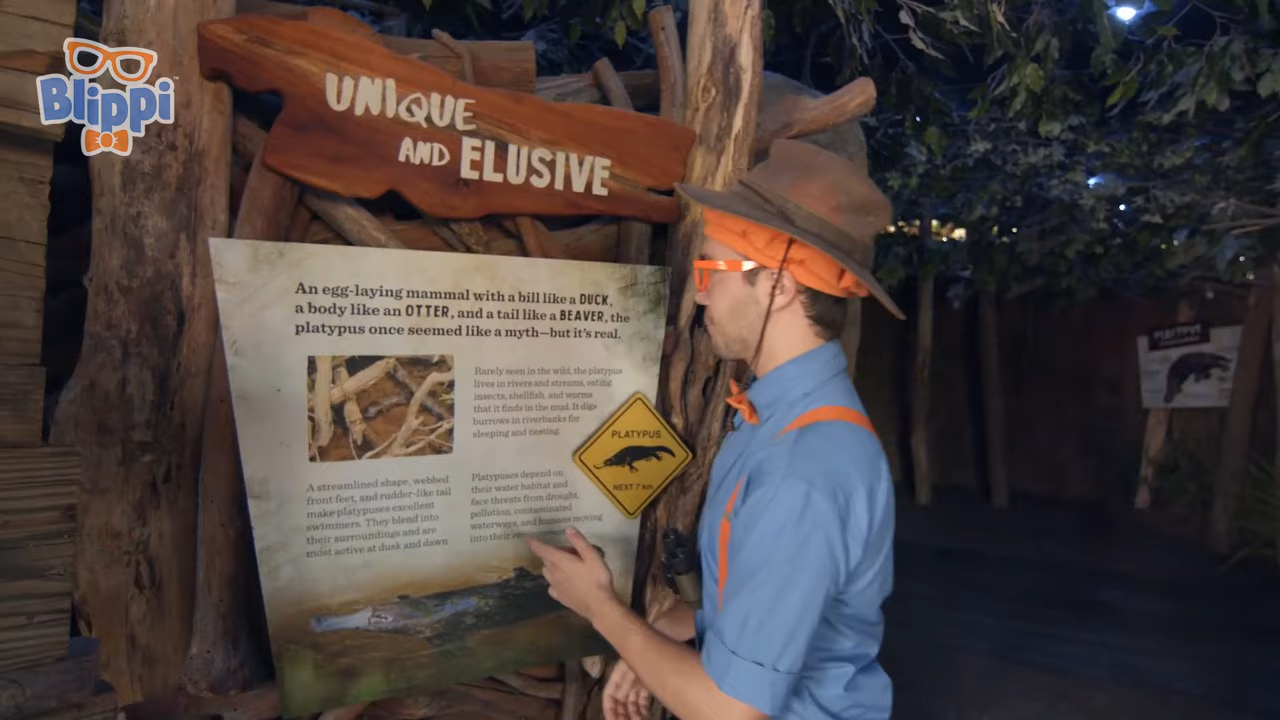 Blippi
UNIQUE
AND ELUSIVE
An egg-laying mammal with a bill like a DUCK,
a body like an OTTER, and a tail like a BEAVER, the
platypus once seemed like a myth—but it's real.
Rarely seen in the wild, the platypus
lives in rivers and streams, eating
insects, shellfish, and worms
that it finds in the mud. It digs
burrows in riverbanks for
sleeping and nesting.
PLATYPUS
NEXT 7 km
A streamlined shape, webbed
front feet, and rudder-like tail
make platypuses excellent
swimmers. They blend into
their surroundings and are
most active at dusk and dawn
Platypuses depend on
their water habitat and
face threats from drought,
pollution, contaminated
waterways, and humans moving
into their
PLATYPUS